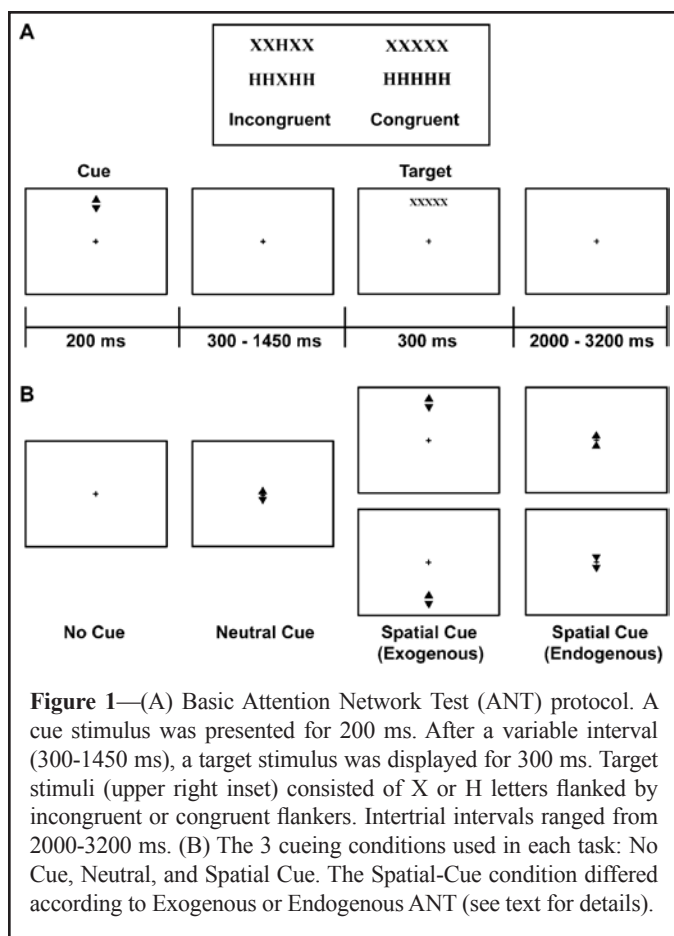 A
XXHXX XXXXX
HHXHH HHHHH
Incongruent Congruent
Cue Target
XXXXX
200 ms 300 - 1450 ms 300 ms 2000 - 3200 ms
B
No Cue Neutral Cue Spatial Cue Spatial Cue
(Exogenous) (Endogenous)
Figure 1—(A) Basic Attention Network Test (ANT) protocol. A
cue stimulus was presented for 200 ms. After a variable interval
(300-1450 ms), a target stimulus was displayed for 300 ms. Target
stimuli (upper right inset) consisted of X or H letters flanked by
incongruent or congruent flankers. Intertrial intervals ranged from
2000-3200 ms. (B) The 3 cueing conditions used in each task: No
Cue, Neutral, and Spatial Cue. The Spatial-Cue condition differed
according to Exogenous or Endogenous ANT (see text for details).